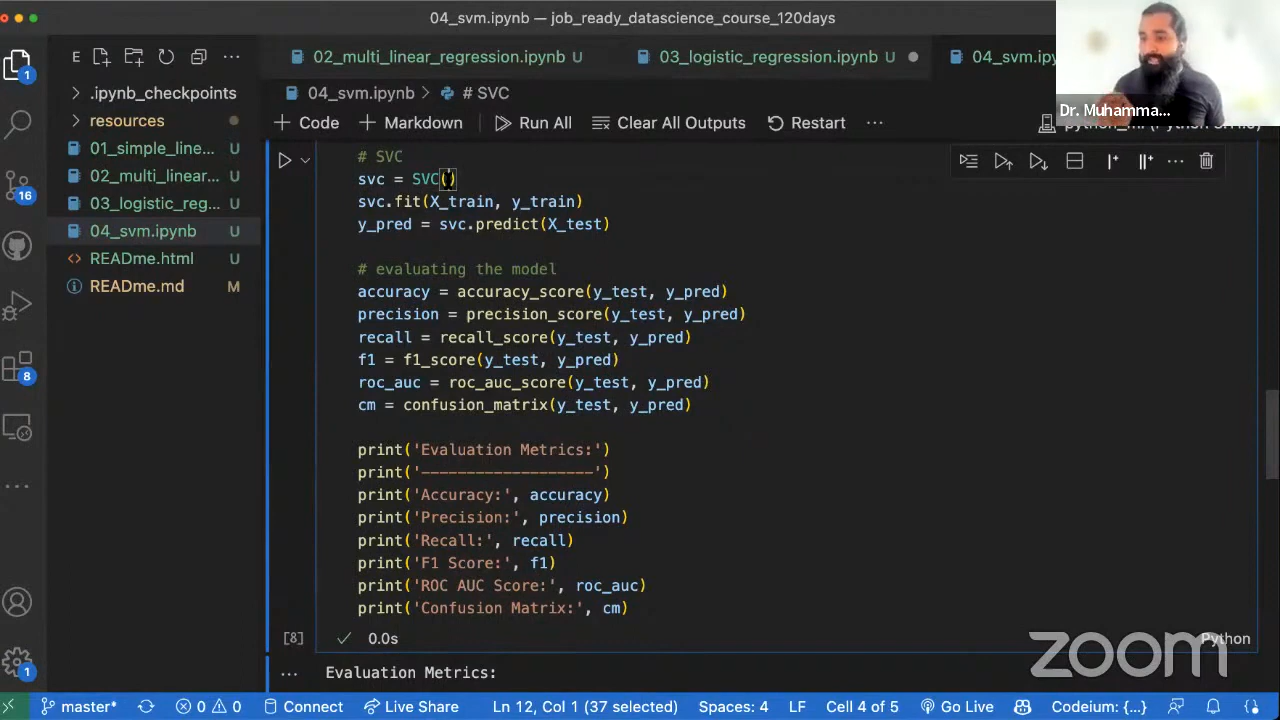 04_svm.ipynb — job_ready_datascience_course_120days
E
02_multi_linear_regression.ipynb U
03_logistic_regression.ipynb U
04_svm.ipy
Dr. Muhamma...
.ipynb_checkpoints
resources
01_simple_line... U
02_multi_linear... U
03_logistic_reg... U
04_svm.ipynb U
READme.html U
READme.md M
1
16
8
1
04_svm.ipynb > # SVC
Code
Markdown
Run All
Clear All Outputs
Restart
# SVC
svc = SVC()
svc.fit(X_train, y_train)
y_pred = svc.predict(X_test)
# evaluating the model
accuracy = accuracy_score(y_test, y_pred)
precision = precision_score(y_test, y_pred)
recall = recall_score(y_test, y_pred)
f1 = f1_score(y_test, y_pred)
roc_auc = roc_auc_score(y_test, y_pred)
cm = confusion_matrix(y_test, y_pred)
print('Evaluation Metrics:')
print('-------------------')
print('Accuracy:', accuracy)
print('Precision:', precision)
print('Recall:', recall)
print('F1 Score:', f1)
print('ROC AUC Score:', roc_auc)
print('Confusion Matrix:', cm)
[8] 0.0s
Python
zoom
Evaluation Metrics:
master* 0 0 Connect Live Share Ln 12, Col 1 (37 selected) Spaces: 4 LF Cell 4 of 5 Go Live Codeium: {...}